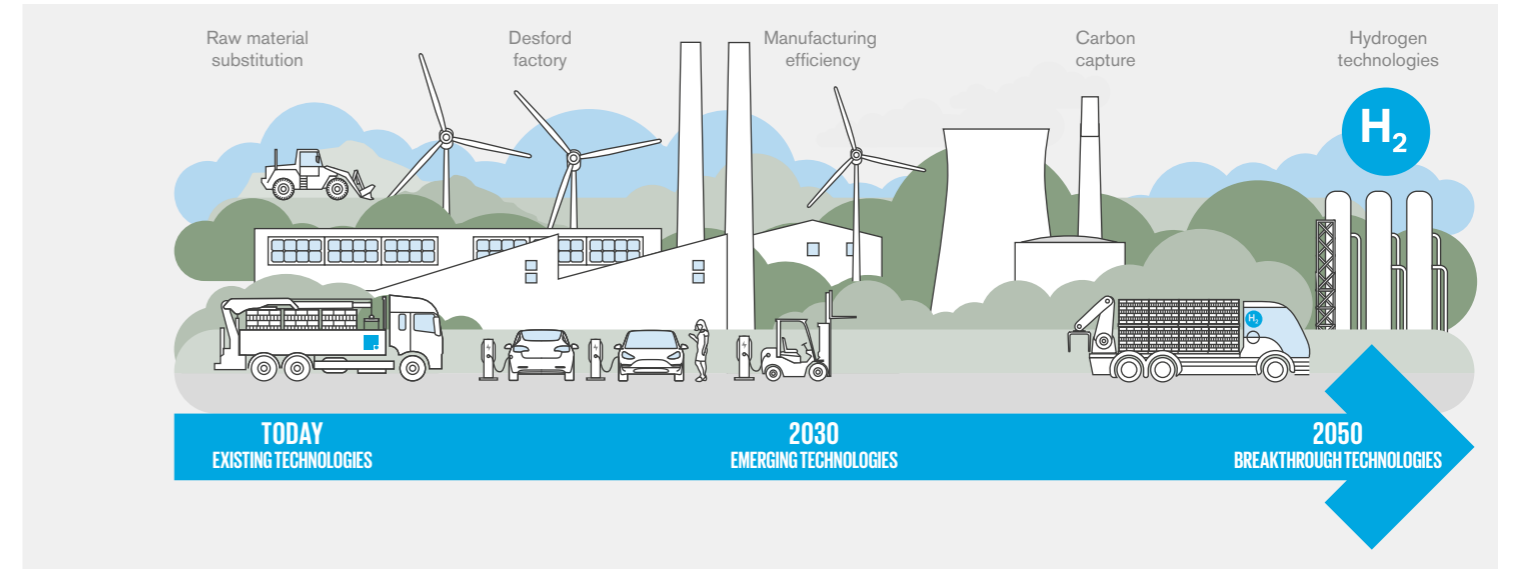 Raw material
substitution
Desford
factory
Manufacturing
efficiency
Carbon
capture
Hydrogen
technologies
H₂
H₂
TODAY
EXISTING TECHNOLOGIES
2030
EMERGING TECHNOLOGIES
2050
BREAKTHROUGH TECHNOLOGIES